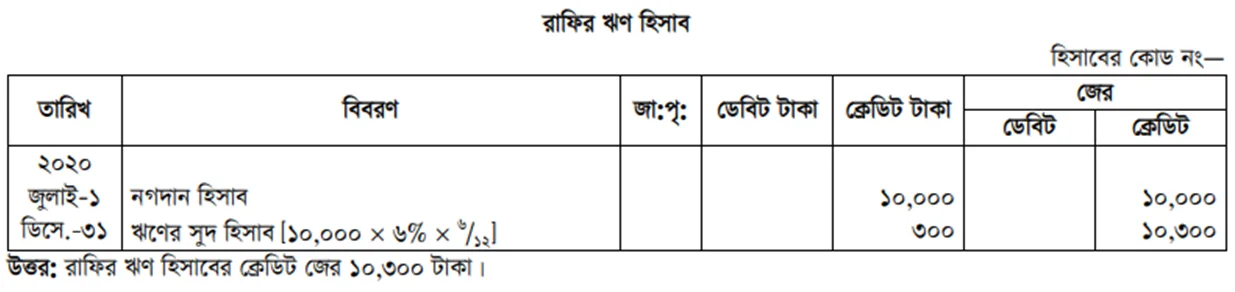 রাফির ঋণ হিসাব
হিসাবের কোড নং—
তারিখ বিবরণ জা:পৃ: ডেবিট টাকা ক্রেডিট টাকা জের
ডেবিট ক্রেডিট
২০২০
জুলাই-১ নগদান হিসাব ১০,০০০ ১০,০০০
ডিসে.-৩১ ঋণের সুদ হিসাব [১০,০০০ × ৬% × ৬/১২] ৩০০ ১০,৩০০
উত্তর: রাফির ঋণ হিসাবের ক্রেডিট জের ১০,৩০০ টাকা।